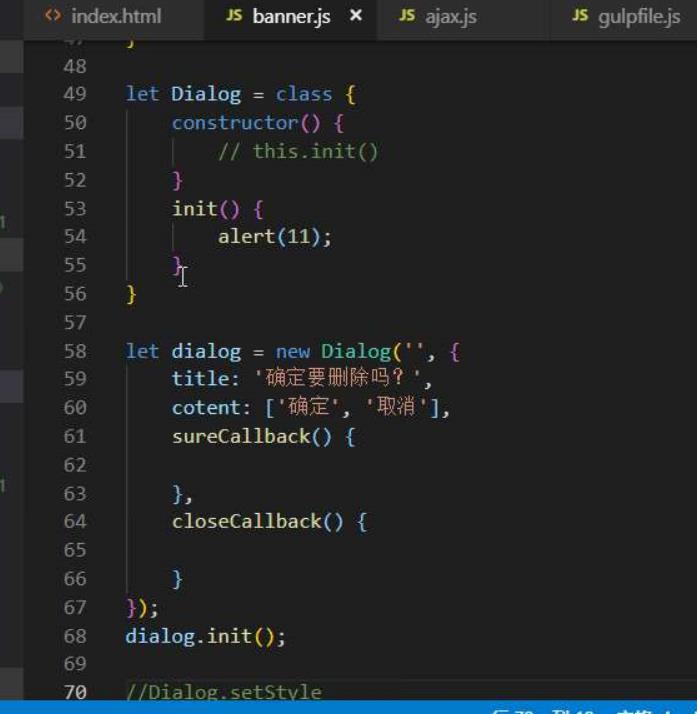 index.html JS banner.js × JS ajax.js JS gulpfile.js
48
49 let Dialog = class {
50 constructor() {
51 // this.init()
52 }
53 init() {
54 alert(11);
55 }
56 }
57
58 let dialog = new Dialog('', {
59 title: '确定要删除吗？',
60 cotent: ['确定', '取消'],
61 sureCallback() {
62
63 },
64 closeCallback() {
65
66 }
67 });
68 dialog.init();
69
70 //Dialog.setStyle